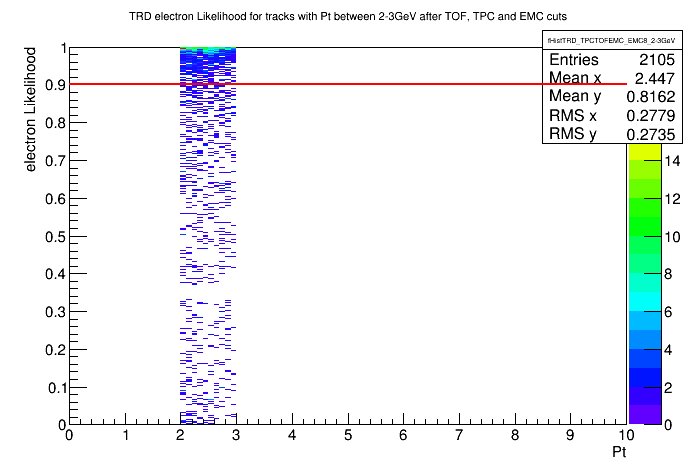 TRD electron Likelihood for tracks with Pt between 2-3GeV after TOF, TPC and EMC cuts
fHistTRD_TPCTOFEMC_EMC8_2-3GeV
Entries 2105
Mean x 2.447
Mean y 0.8162
RMS x 0.2779
RMS y 0.2735
electron Likelihood
1
0.9
0.8
0.7
0.6
0.5
0.4
0.3
0.2
0.1
0
14
12
10
8
6
4
2
0
0 1 2 3 4 5 6 7 8 9 10
Pt